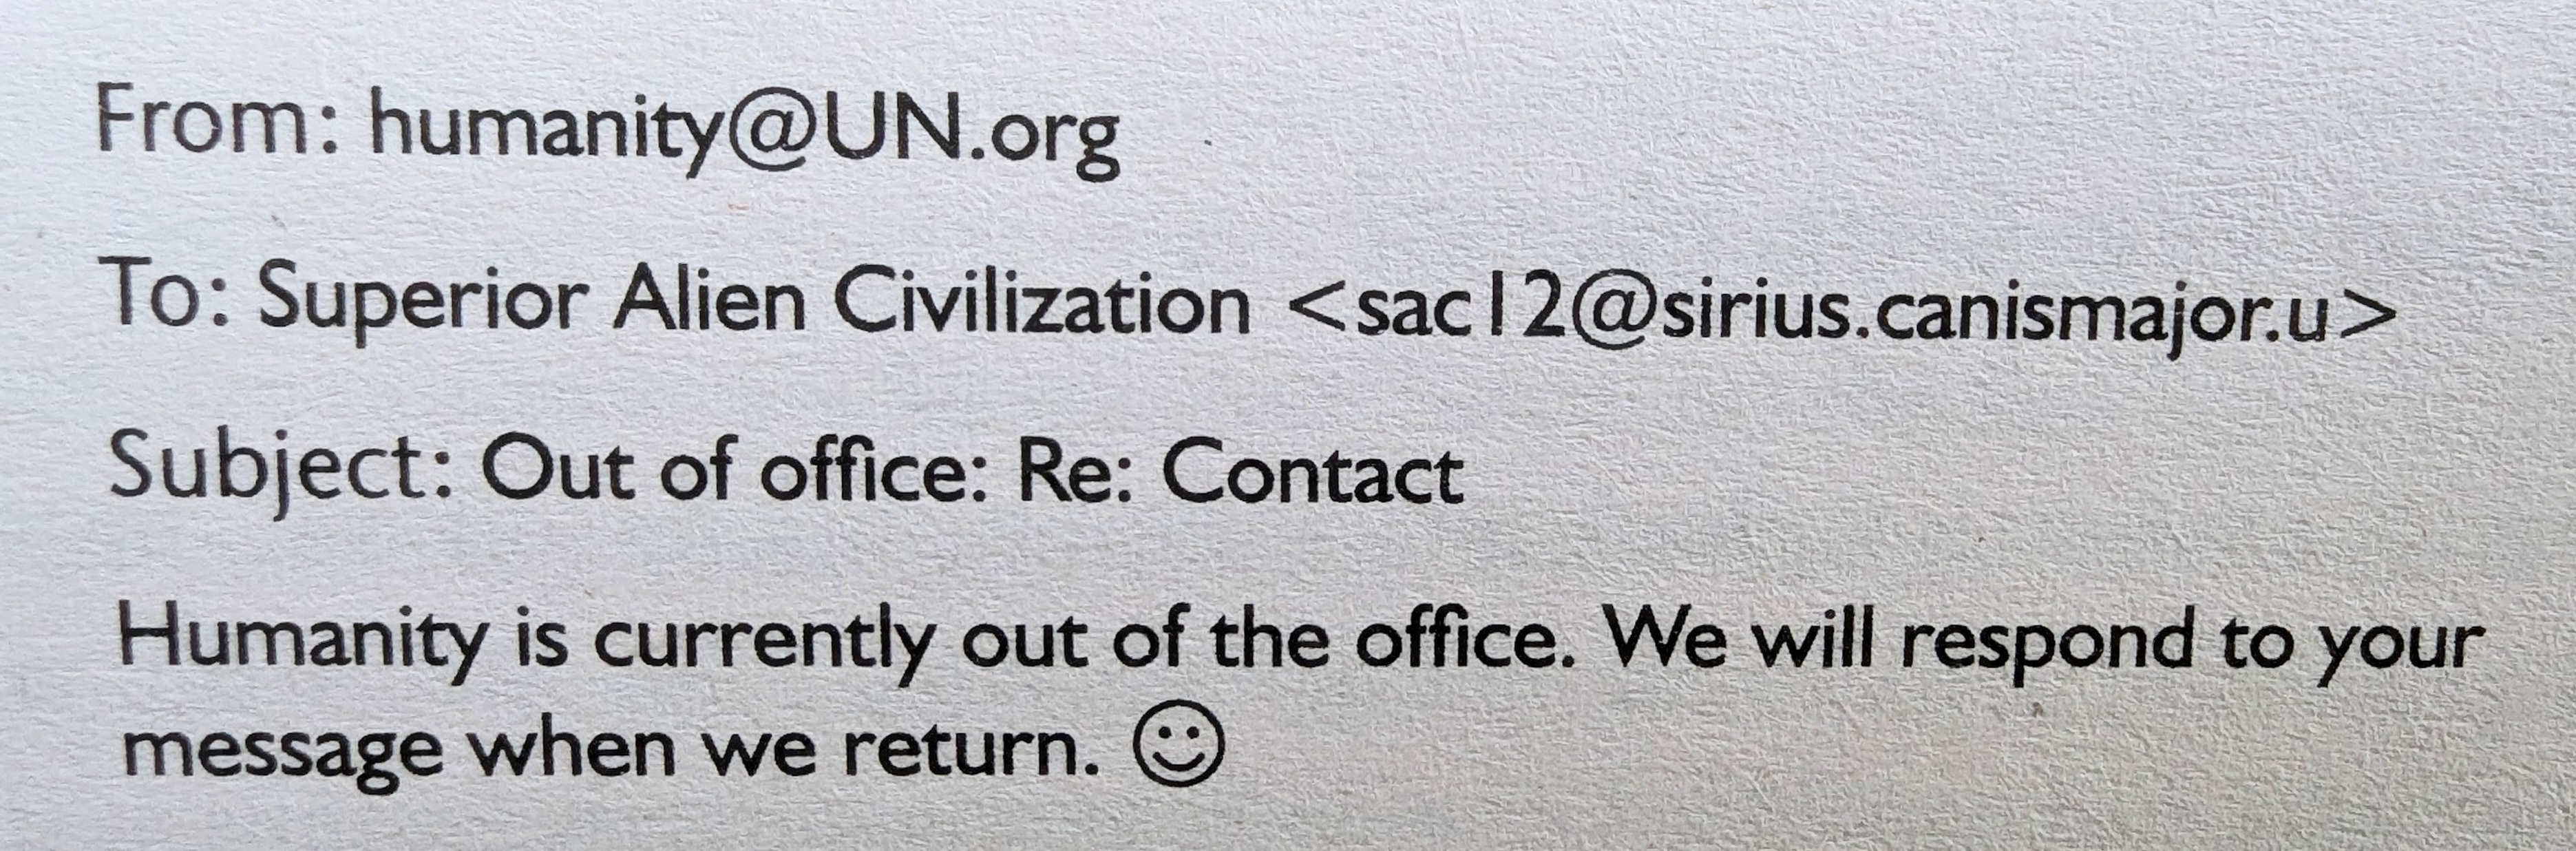 From: humanity@UN.org
To: Superior Alien Civilization <sac12@sirius.canismajor.u>
Subject: Out of office: Re: Contact
Humanity is currently out of the office. We will respond to your
message when we return. ☺